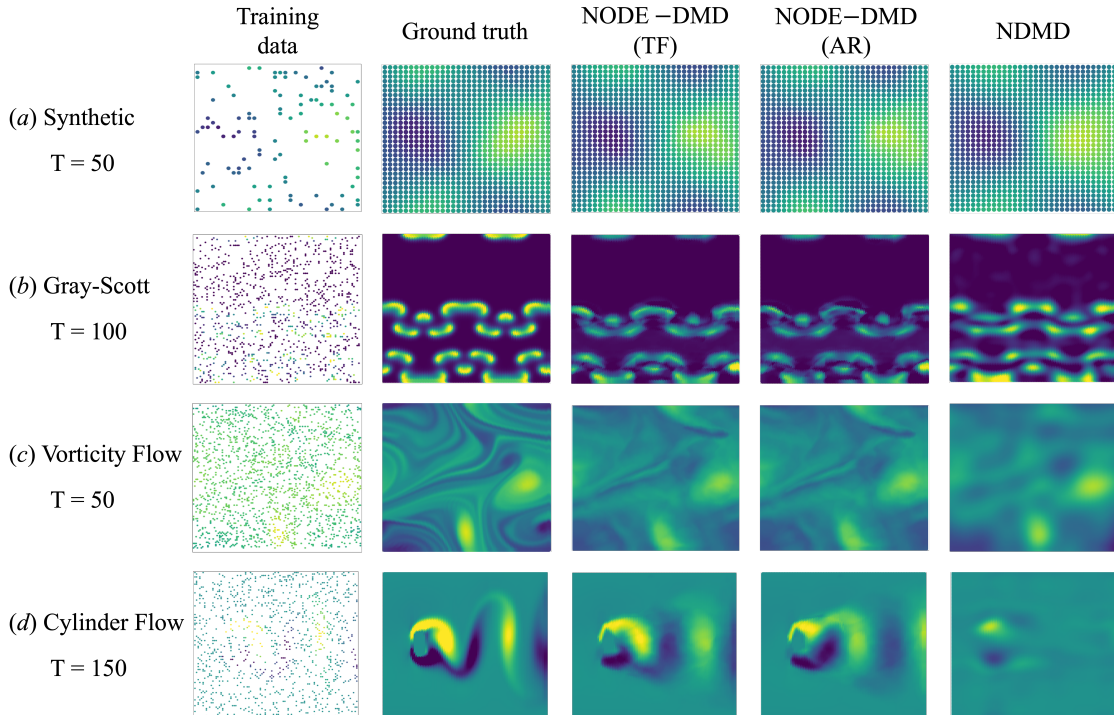 Training
data
Ground truth
NODE –DMD
(TF)
NODE–DMD
(AR)
NDMD
(a) Synthetic
T = 50
(b) Gray-Scott
T = 100
(c) Vorticity Flow
T = 50
(d) Cylinder Flow
T = 150